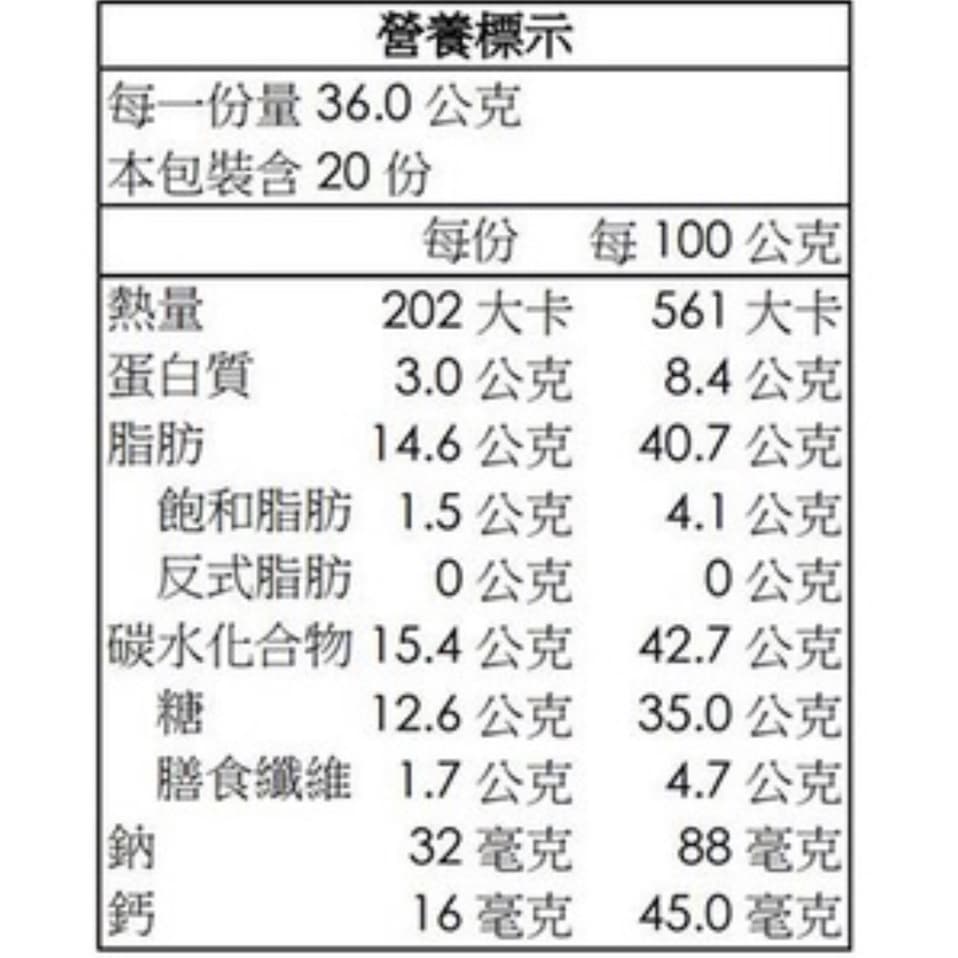 營養標示
每一份量 36.0 公克
本包裝含 20 份
每份 每 100 公克
熱量 202 大卡 561 大卡
蛋白質 3.0 公克 8.4 公克
脂肪 14.6 公克 40.7 公克
飽和脂肪 1.5 公克 4.1 公克
反式脂肪 0 公克 0 公克
碳水化合物 15.4 公克 42.7 公克
糖 12.6 公克 35.0 公克
膳食纖維 1.7 公克 4.7 公克
鈉 32 毫克 88 毫克
鈣 16 毫克 45.0 毫克